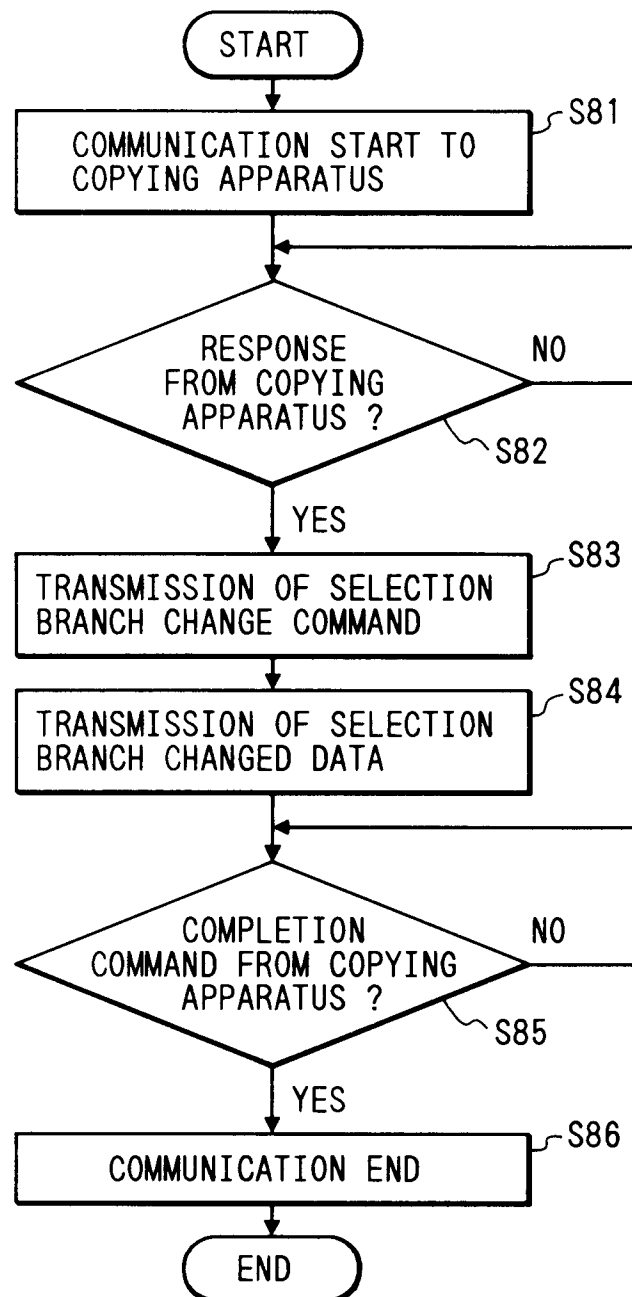 START
S81
COMMUNICATION START TO
COPYING APPARATUS
RESPONSE
FROM COPYING
APPARATUS ?
NO
S82
YES
S83
TRANSMISSION OF SELECTION
BRANCH CHANGE COMMAND
S84
TRANSMISSION OF SELECTION
BRANCH CHANGED DATA
COMPLETION
COMMAND FROM COPYING
APPARATUS ?
NO
S85
YES
S86
COMMUNICATION END
END